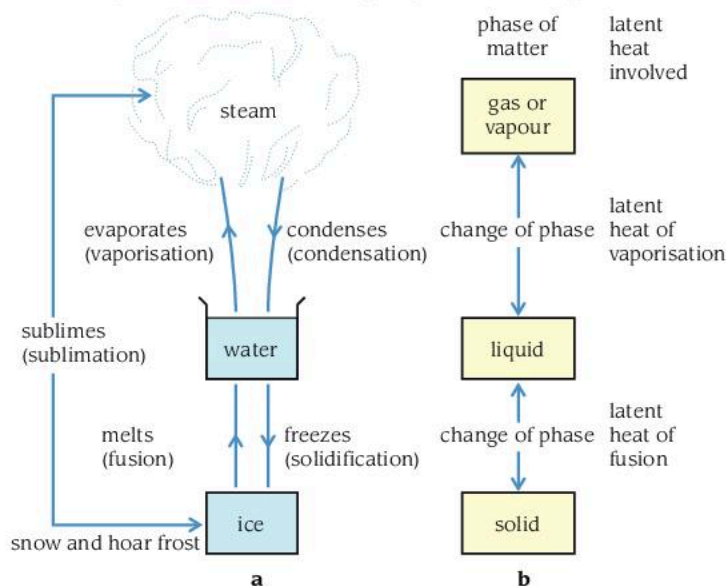 steam
evaporates
(vaporisation)
condenses
(condensation)
sublimes
(sublimation)
water
melts
(fusion)
freezes
(solidification)
ice
snow and hoar frost
a
phase of
matter
latent
heat
involved
gas or
vapour
change of phase
latent
heat of
vaporisation
liquid
change of phase
latent
heat of
fusion
solid
b